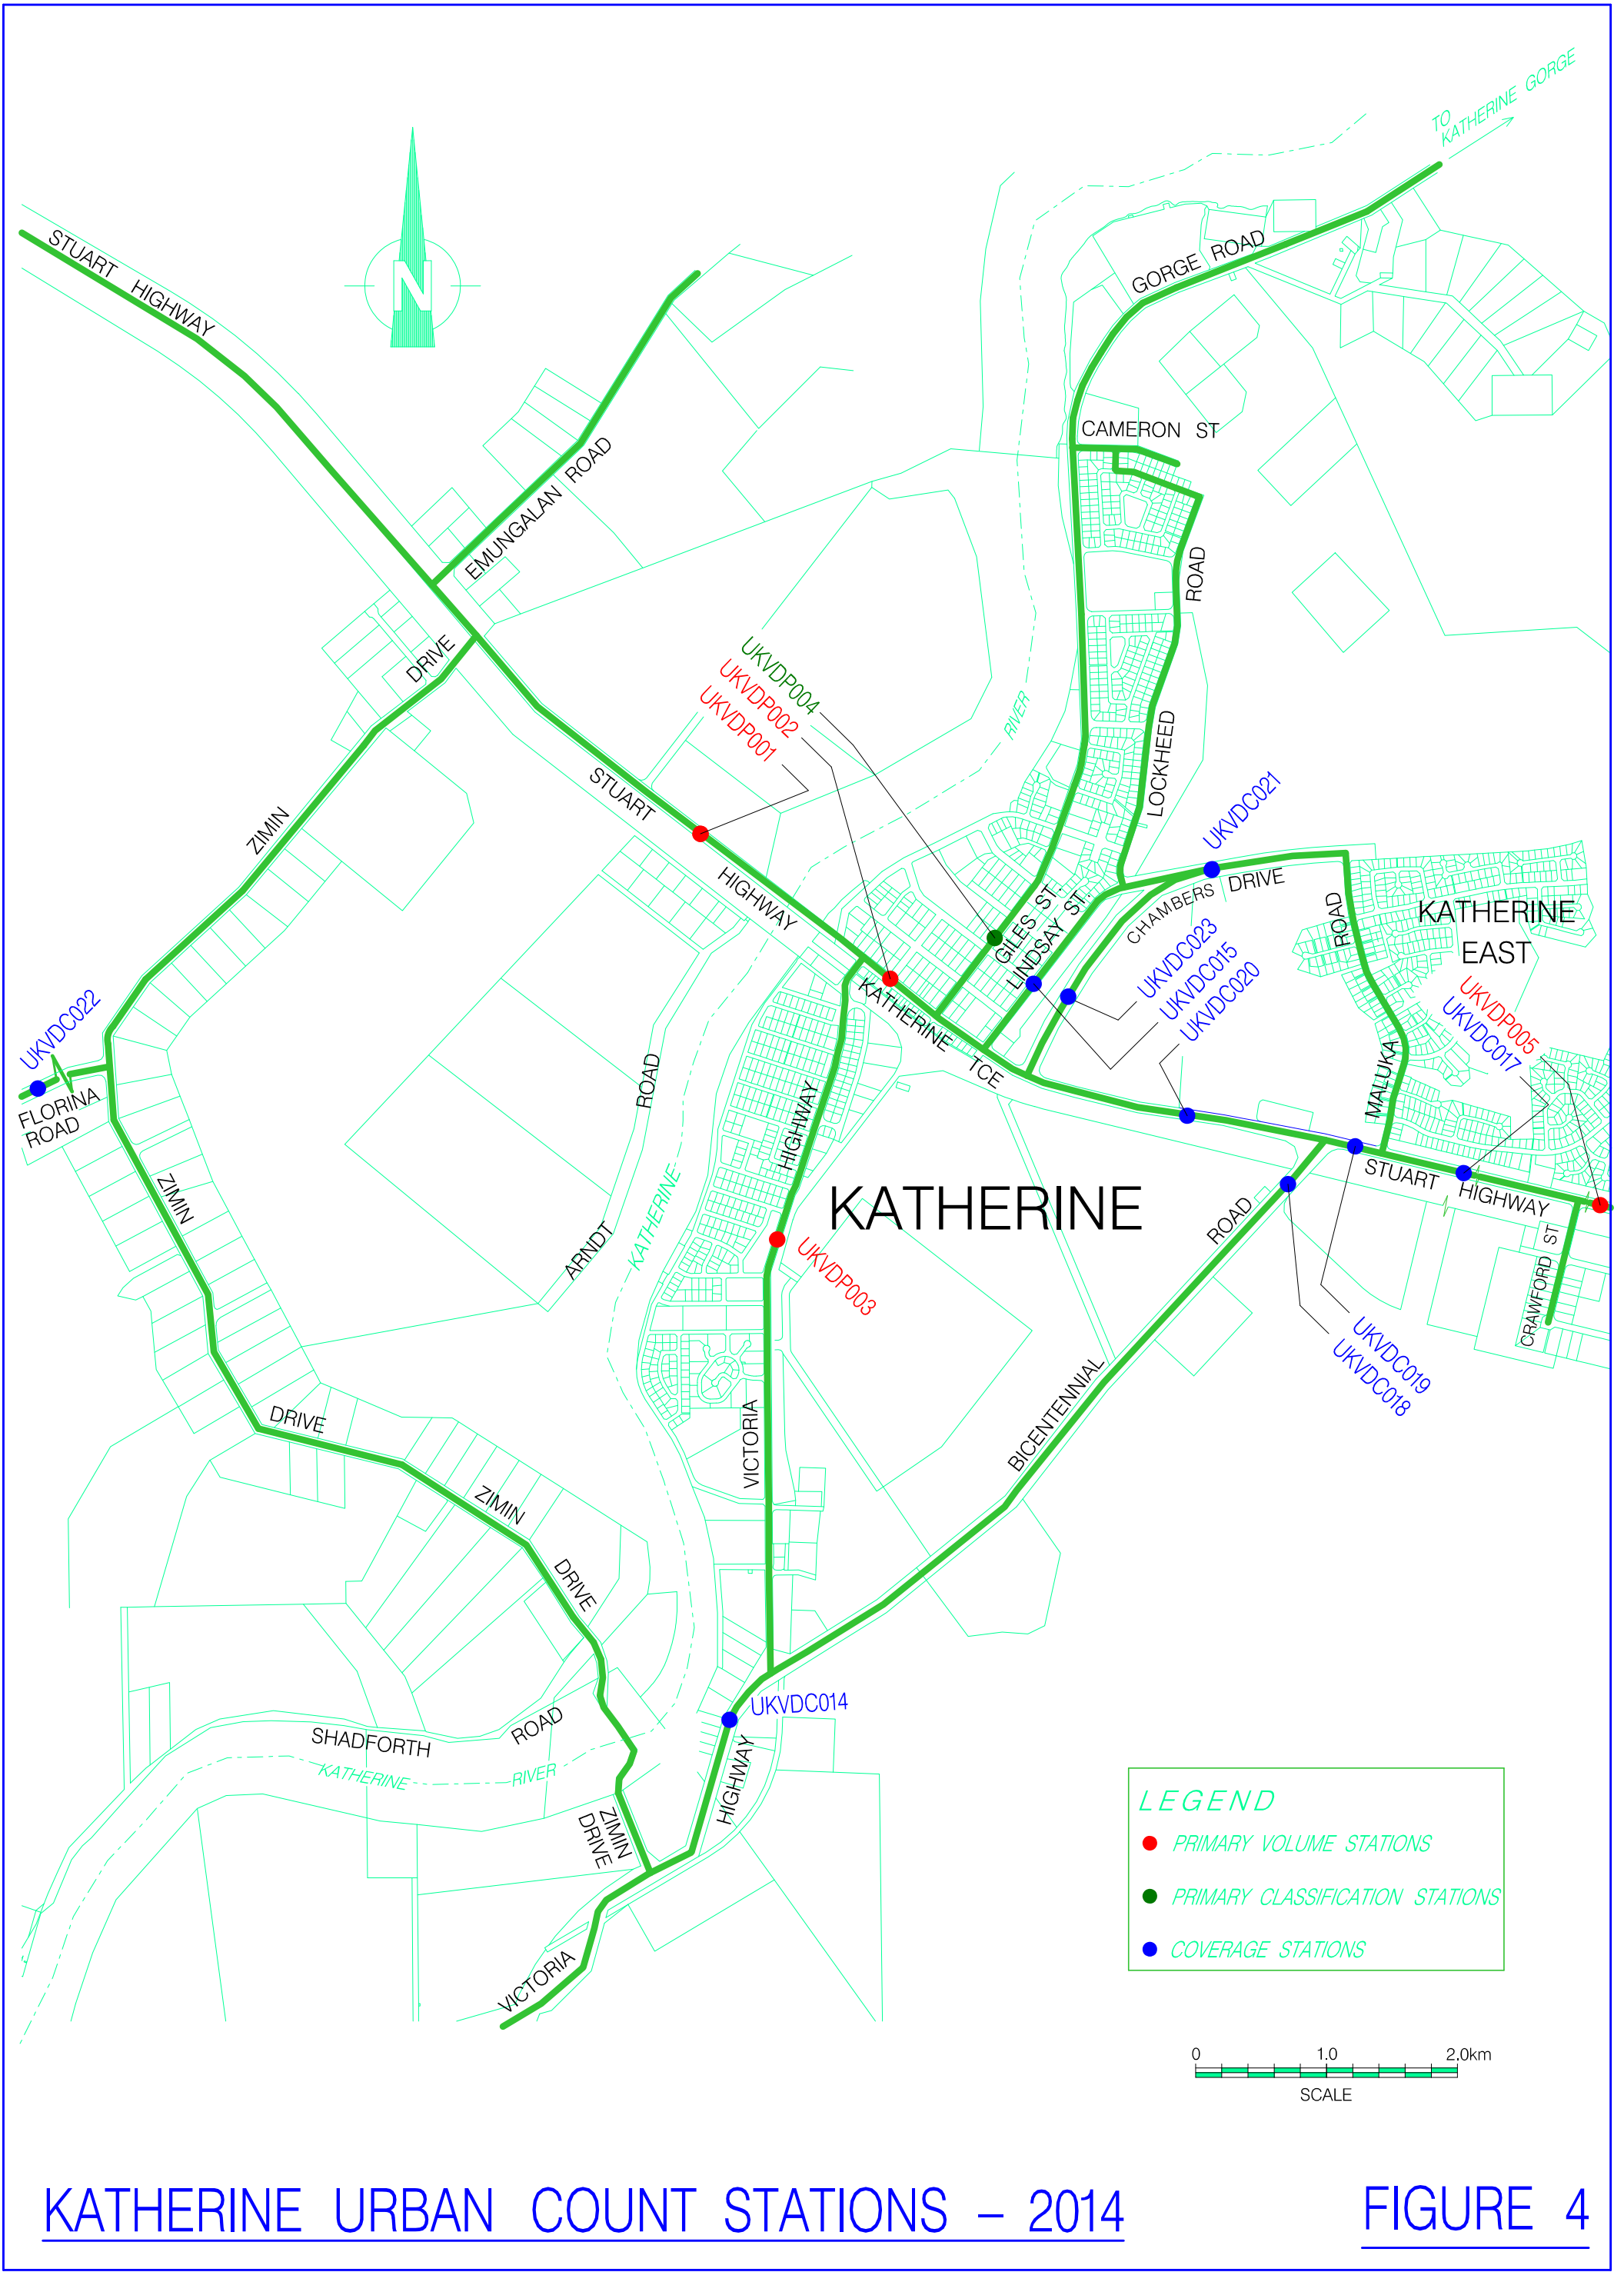 TO
KATHERINE GORGE
STUART HIGHWAY
N
GORGE ROAD
CAMERON ST
EMUNGALAN ROAD
ROAD
DRIVE
UKVDP004
UKVDP002
UKVDP001
RIVER
LOCKHEED
STUART
ZIMIN
UKVDC021
HIGHWAY
CHAMBERS DRIVE
GILES ST.
LINDSAY ST.
ROAD
KATHERINE
EAST
UKVDC023
UKVDC015
UKVDC020
KATHERINE TCE
UKVDP005
UKVDC017
UKVDC022
FLORINA
ROAD
ROAD
MALUKA
HIGHWAY
ZIMIN
KATHERINE
KATHERINE
STUART HIGHWAY
ROAD
ARNDT
UKVDP003
CRAWFORD ST
UKVDC019
UKVDC018
BICENTENNIAL
DRIVE
VICTORIA
ZIMIN
DRIVE
UKVDC014
SHADFORTH ROAD
KATHERINE RIVER
HIGHWAY
ZIMIN
DRIVE
VICTORIA
LEGEND
PRIMARY VOLUME STATIONS
PRIMARY CLASSIFICATION STATIONS
COVERAGE STATIONS
0 1.0 2.0km
SCALE
KATHERINE URBAN COUNT STATIONS – 2014
FIGURE 4